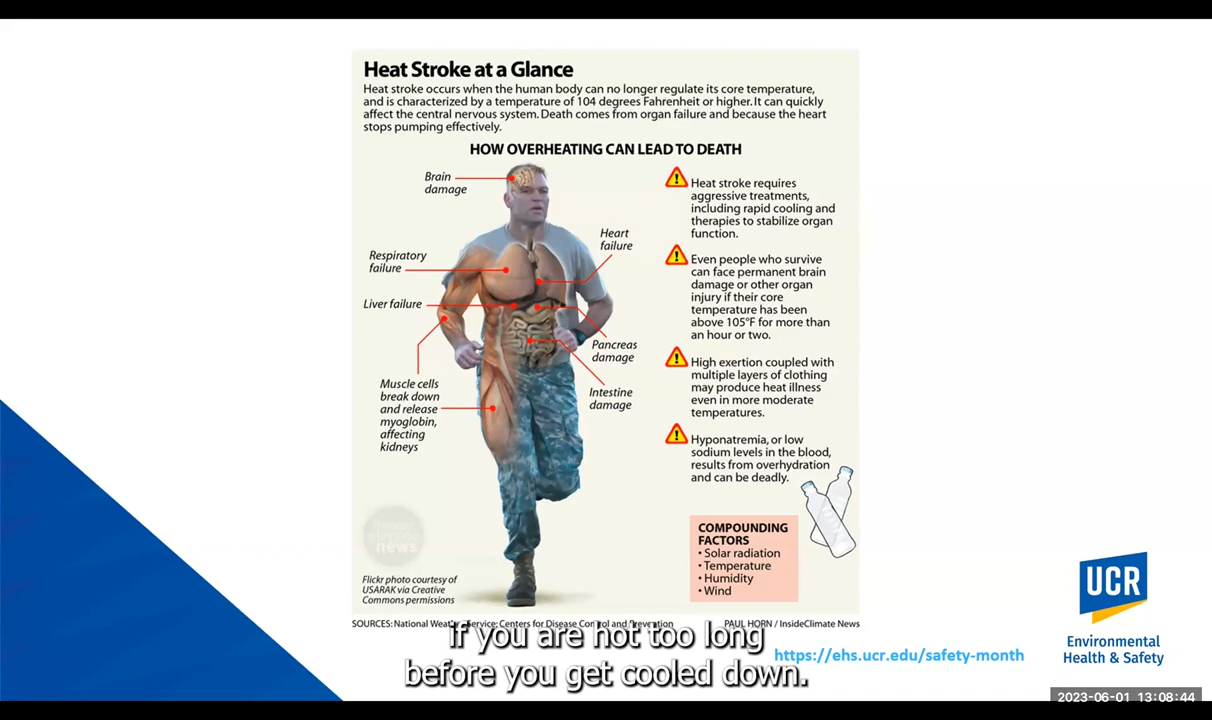 Heat Stroke at a Glance
Heat stroke occurs when the human body can no longer regulate its core temperature,
and is characterized by a temperature of 104 degrees Fahrenheit or higher. It can quickly
affect the central nervous system. Death comes from organ failure and because the heart
stops pumping effectively.
HOW OVERHEATING CAN LEAD TO DEATH
Brain
damage
Respiratory
failure
Liver failure
Muscle cells
break down
and release
myoglobin,
affecting
kidneys
Heart
failure
Pancreas
damage
Intestine
damage
Heat stroke requires
aggressive treatments,
including rapid cooling and
therapies to stabilize organ
function.
Even people who survive
can face permanent brain
damage or other organ
injury if their core
temperature has been
above 105°F for more than
an hour or two.
High exertion coupled with
multiple layers of clothing
may produce heat illness
even in more moderate
temperatures.
Hyponatremia, or low
sodium levels in the blood,
results from overhydration
and can be deadly.
COMPOUNDING
FACTORS
• Solar radiation
• Temperature
• Humidity
• Wind
news
Flickr photo courtesy of
USARAK via Creative
Commons permissions
SOURCES: National Service; Centers for Disease Control and Prevention PAUL HORN / InsideClimate News
if you are hot too long
before you get cooled down.
https://ehs.ucr.edu/safety-month
UCR
Environmental
Health & Safety
2023-06-01 13:08:44